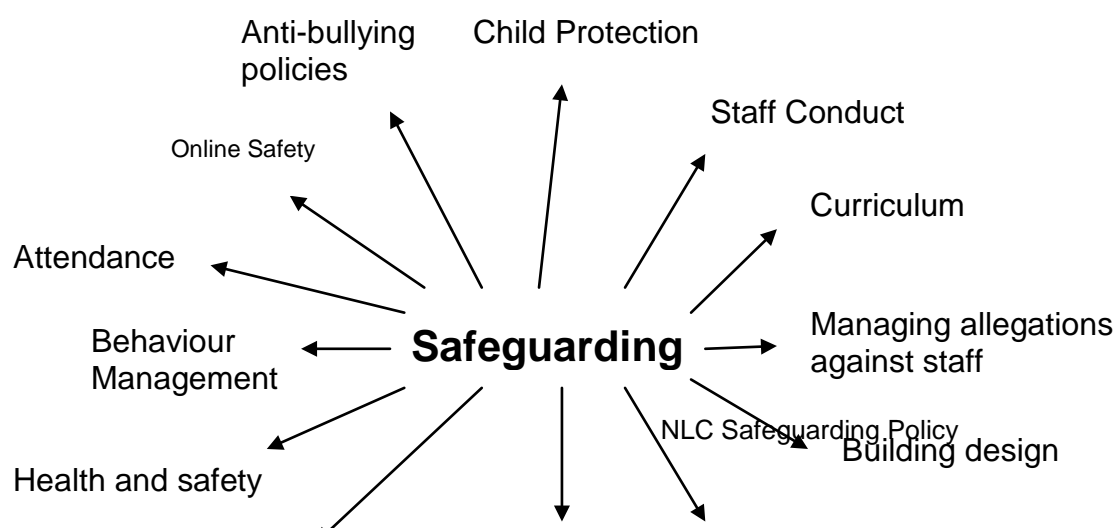 Anti-bullying
policies
Child Protection
Staff Conduct
Online Safety
Curriculum
Attendance
Behaviour
Management
Safeguarding
Managing allegations
against staff
NLC Safeguarding Policy
Building design
Health and safety